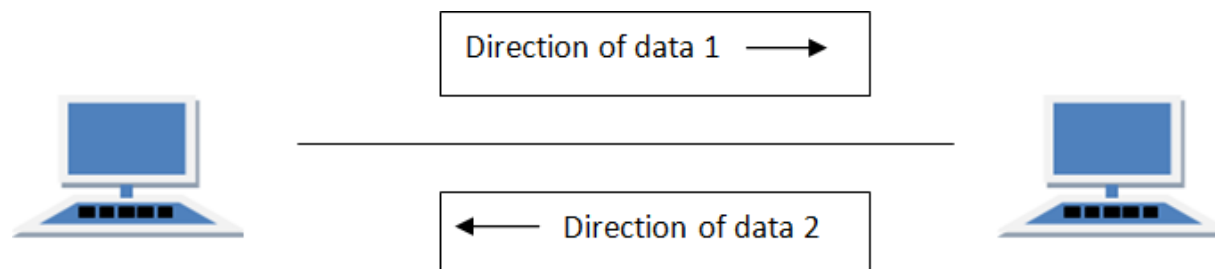 Direction of data 1
Direction of data 2